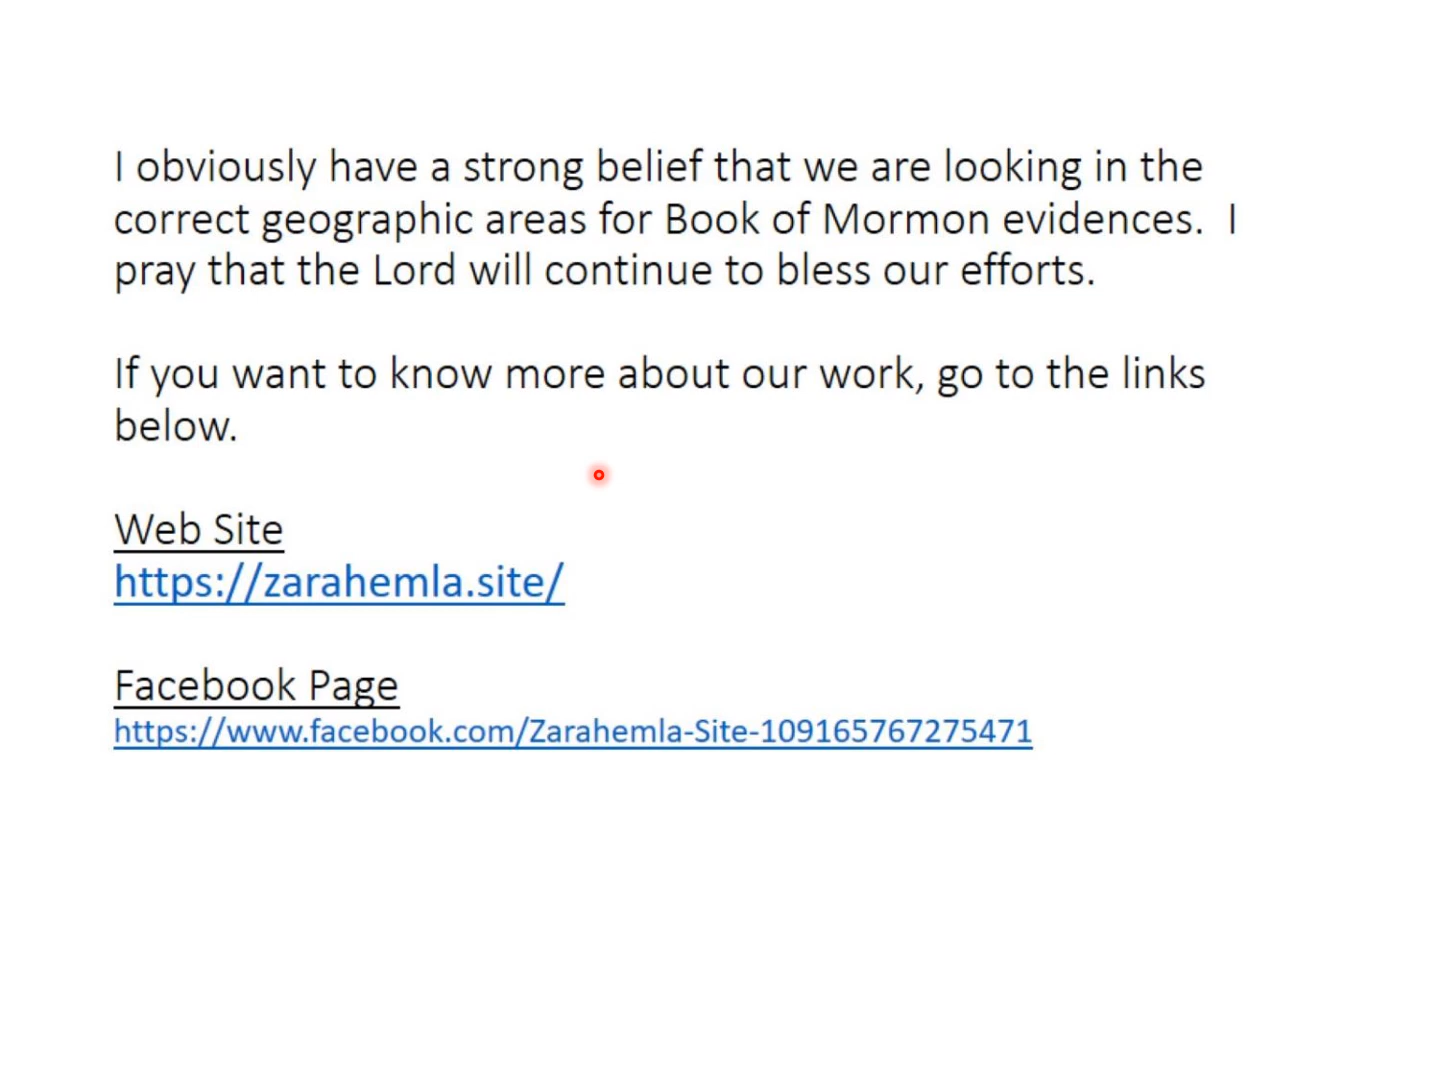 I obviously have a strong belief that we are looking in the
correct geographic areas for Book of Mormon evidences.  I
pray that the Lord will continue to bless our efforts.
If you want to know more about our work, go to the links
below.
Web Site
https://zarahemla.site/
Facebook Page
https://www.facebook.com/Zarahemla-Site-109165767275471